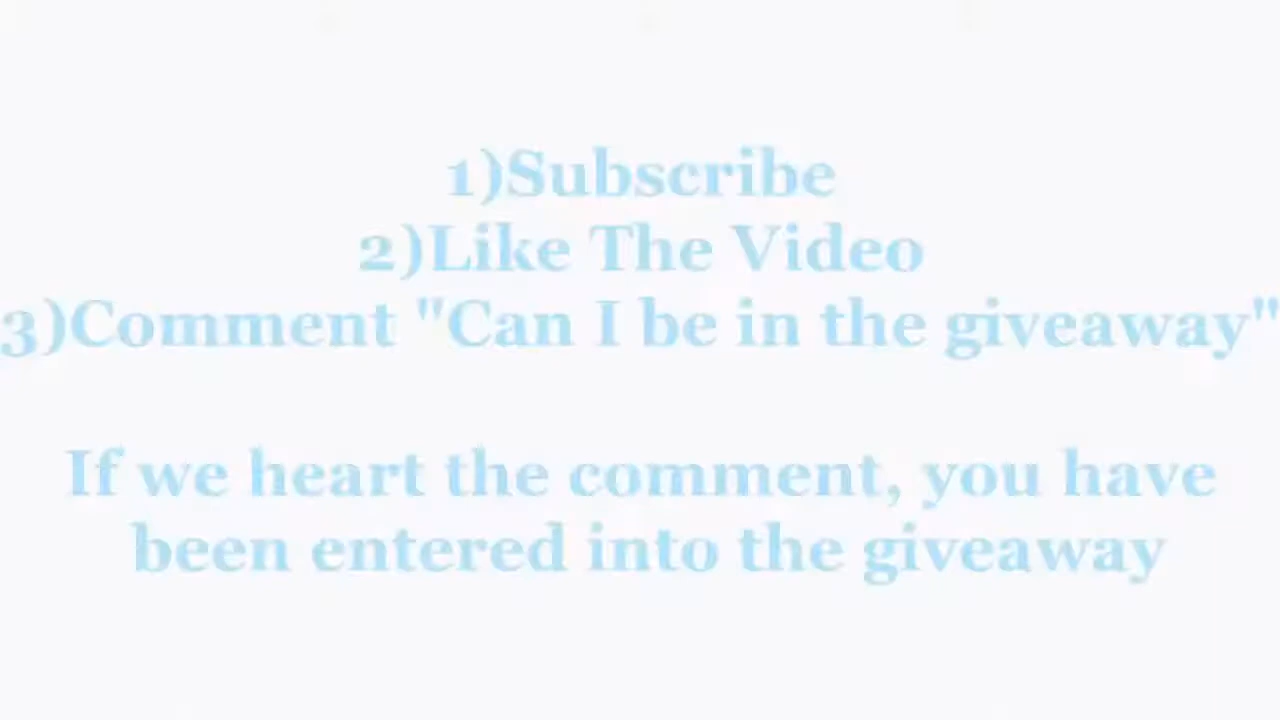 1)Subscribe
2)Like The Video
3)Comment "Can I be in the giveaway"
If we heart the comment, you have
been entered into the giveaway